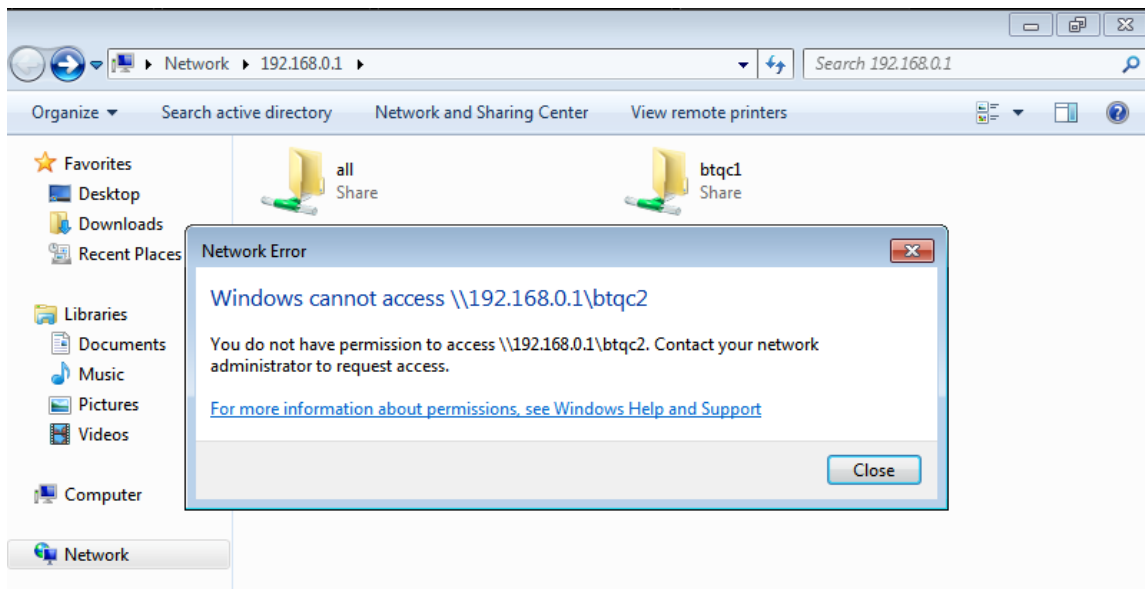 Network ▸ 192.168.0.1 ▸
Search 192.168.0.1
Organize
Search active directory
Network and Sharing Center
View remote printers
Favorites
Desktop
Downloads
Recent Places
Libraries
Documents
Music
Pictures
Videos
Computer
Network
all
Share
btqc1
Share
Network Error
Windows cannot access \\192.168.0.1\btqc2
You do not have permission to access \\192.168.0.1\btqc2. Contact your network
administrator to request access.
For more information about permissions, see Windows Help and Support
Close